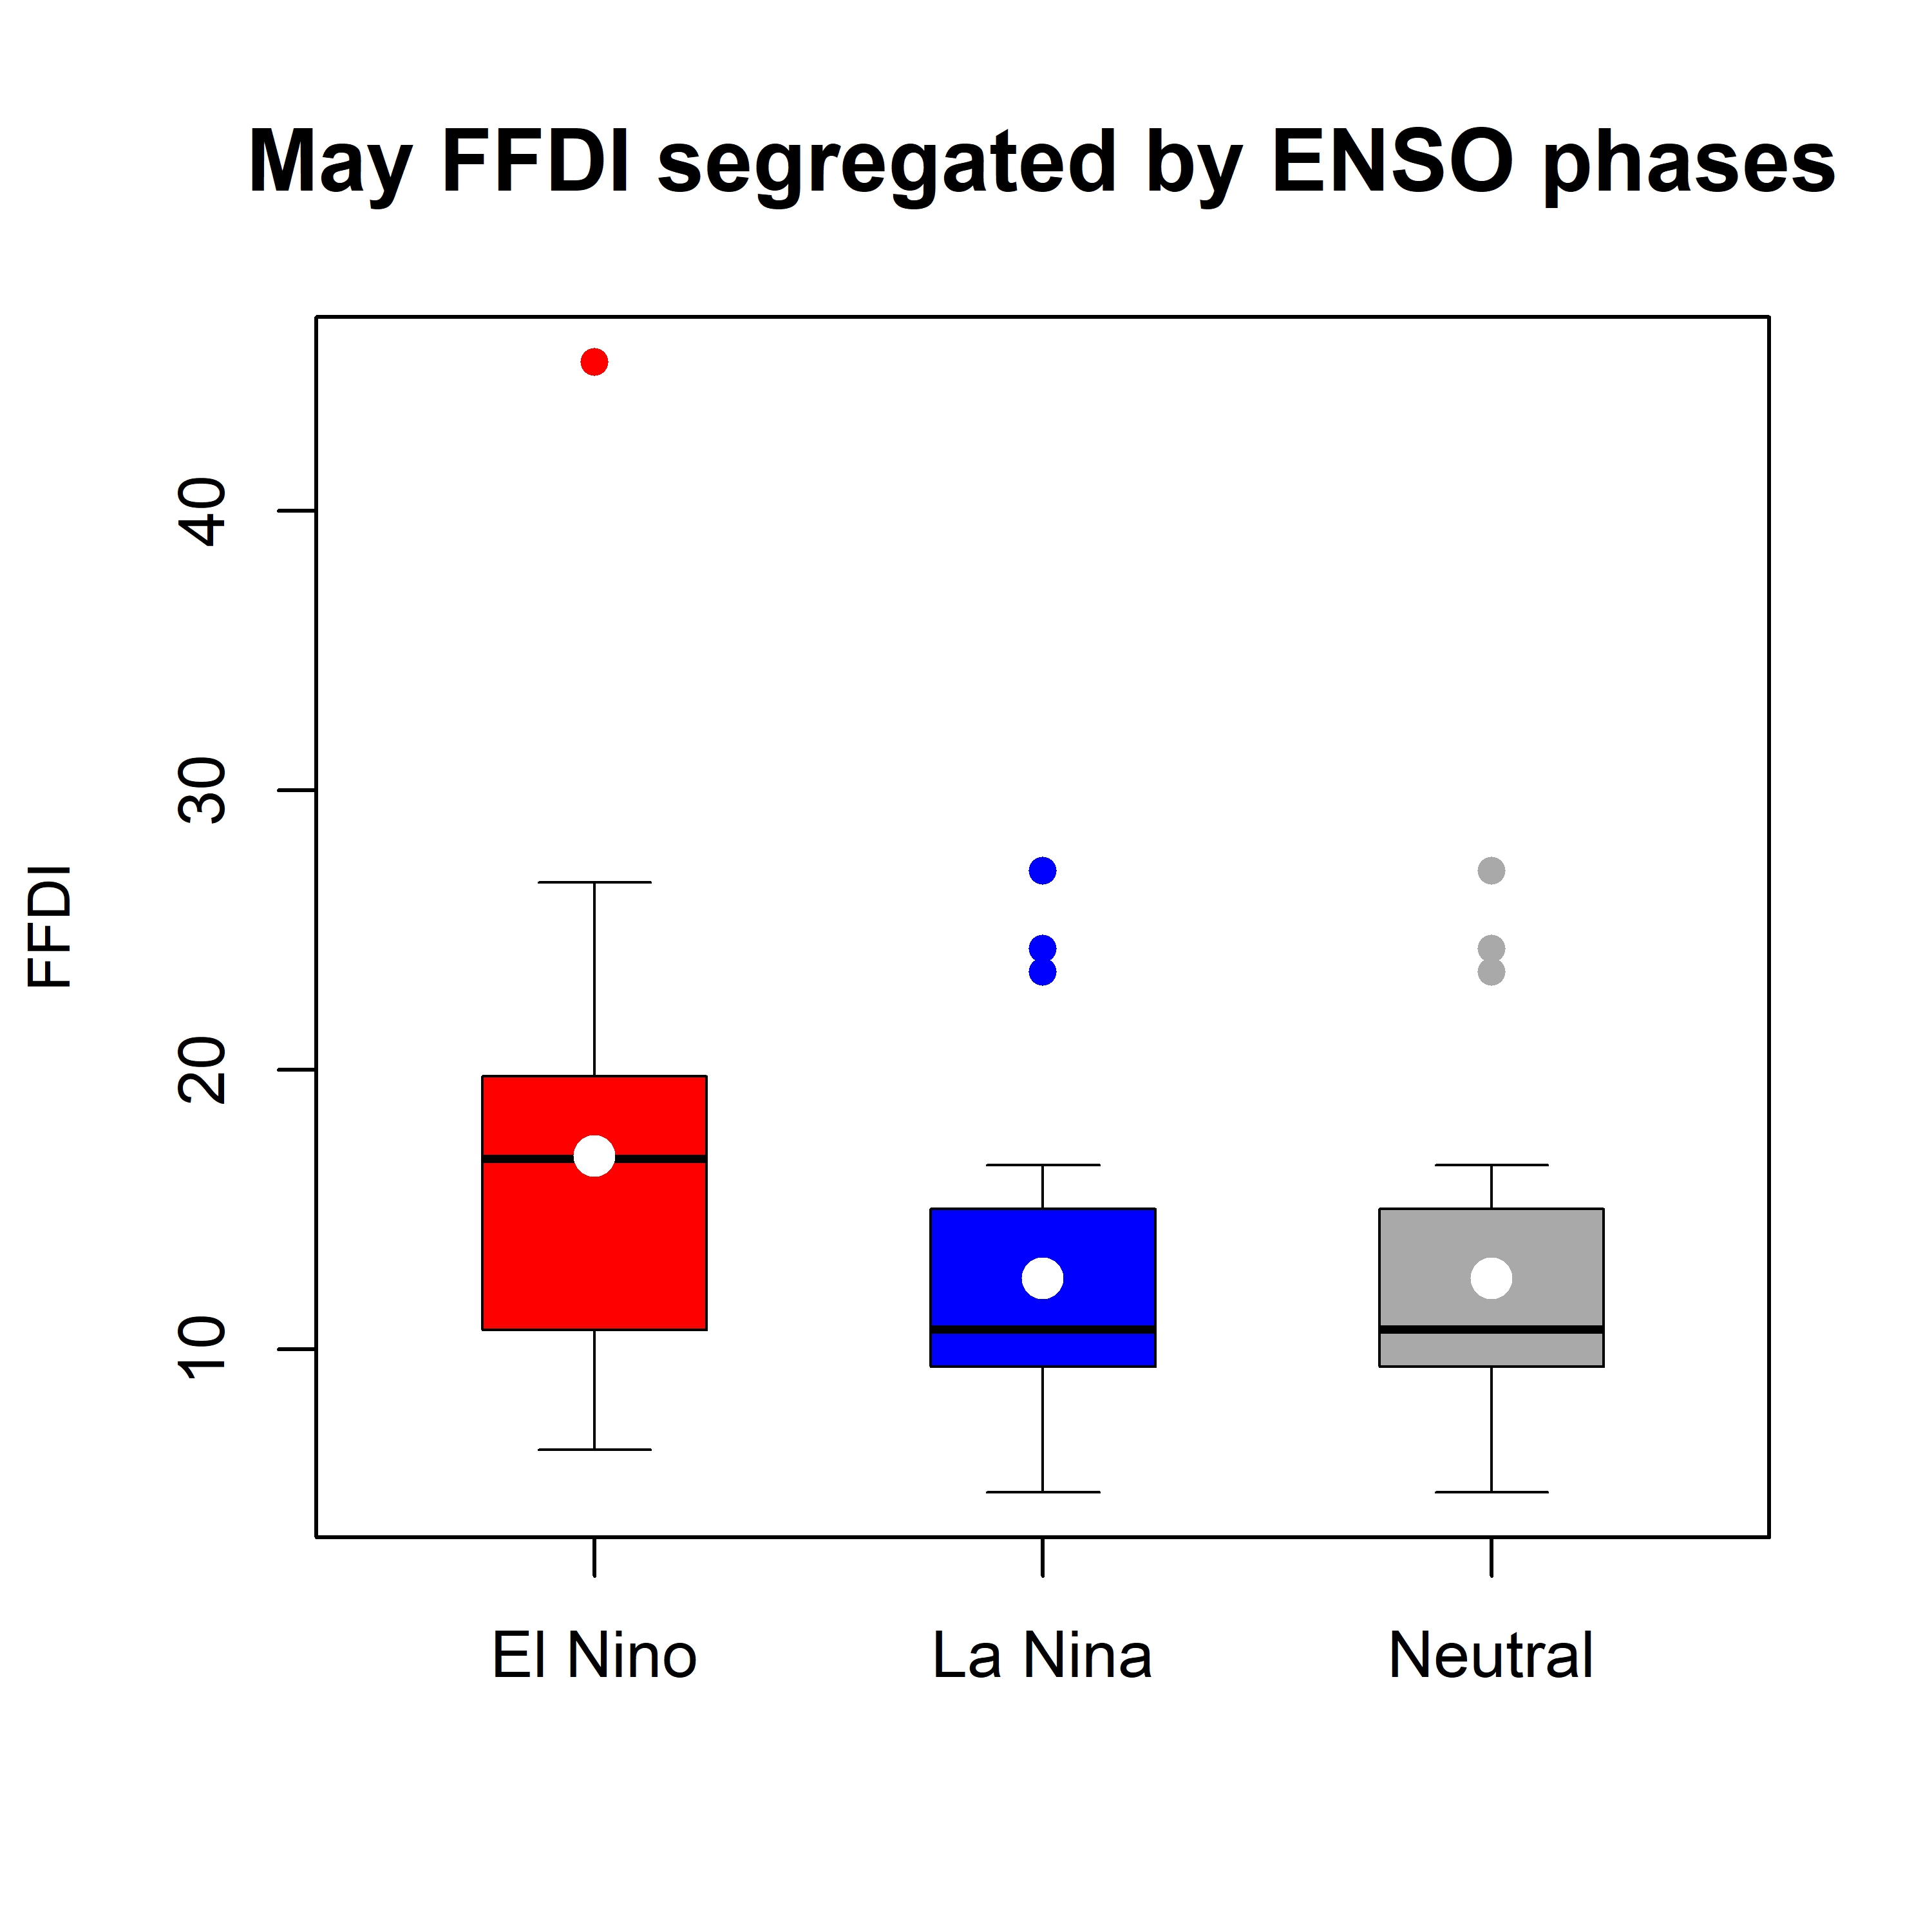 May FFDI segregated by ENSO phases
FFDI
40
30
20
10
El Nino
La Nina
Neutral